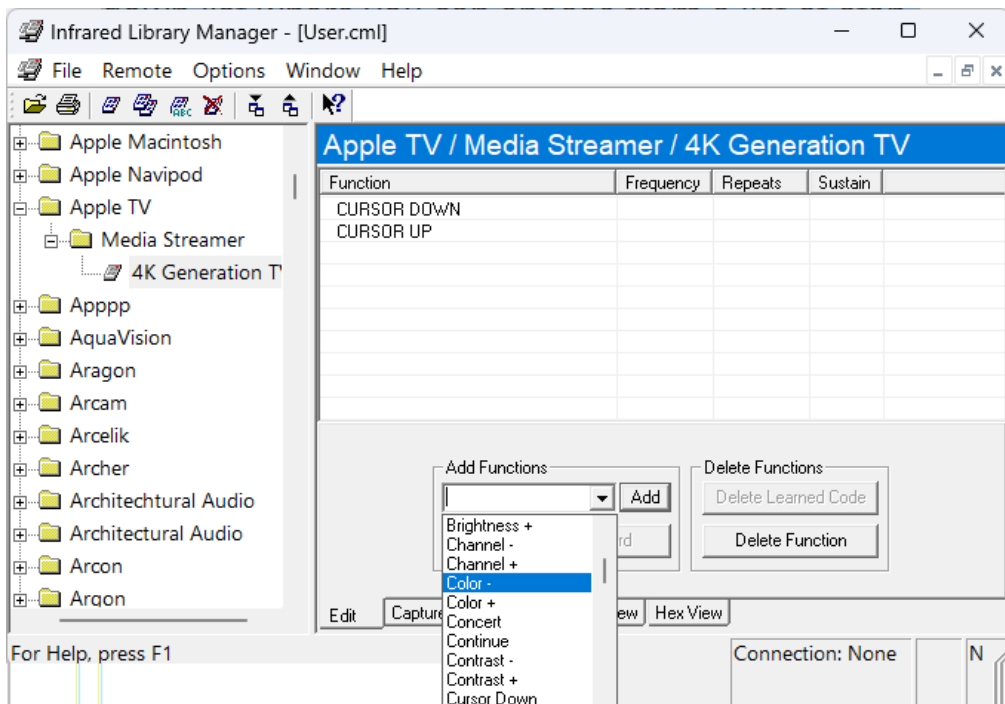 Infrared Library Manager - [User.cml]
File Remote Options Window Help
ABC
Apple Macintosh
Apple Navipod
Apple TV
Media Streamer
4K Generation T
Apppp
AquaVision
Aragon
Arcam
Arcelik
Archer
Architechtural Audio
Architectural Audio
Arcon
Argon
Apple TV / Media Streamer / 4K Generation TV
Function Frequency Repeats Sustain
CURSOR DOWN
CURSOR UP
Add Functions
Add
rd
Brightness +
Channel -
Channel +
Color -
Color +
Concert
Continue
Contrast -
Contrast +
Cursor Down
Delete Functions
Delete Learned Code
Delete Function
Edit Capture ew Hex View
For Help, press F1 Connection: None N